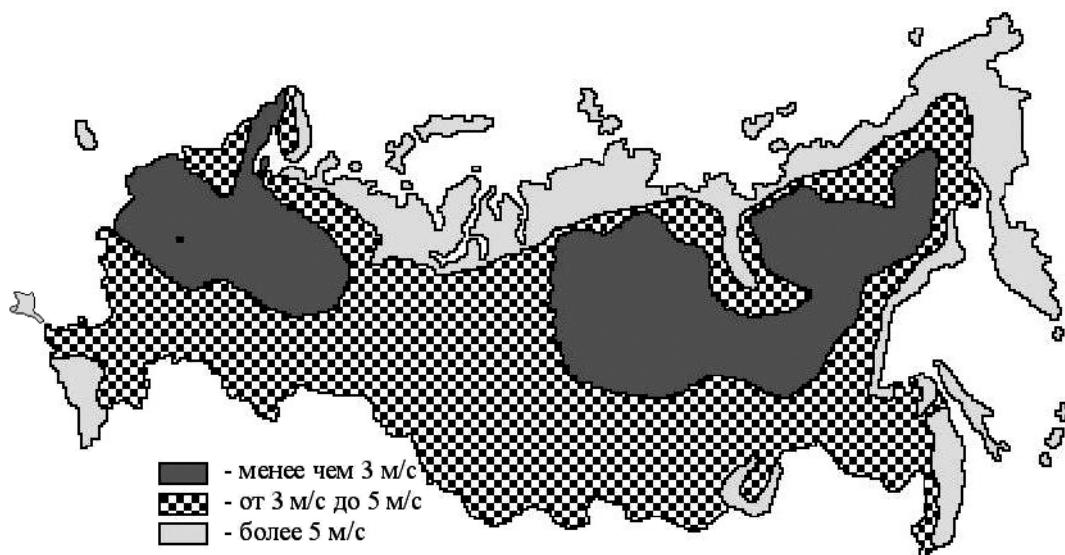 - менее чем 3 м/с
- от 3 м/с до 5 м/с
- более 5 м/с